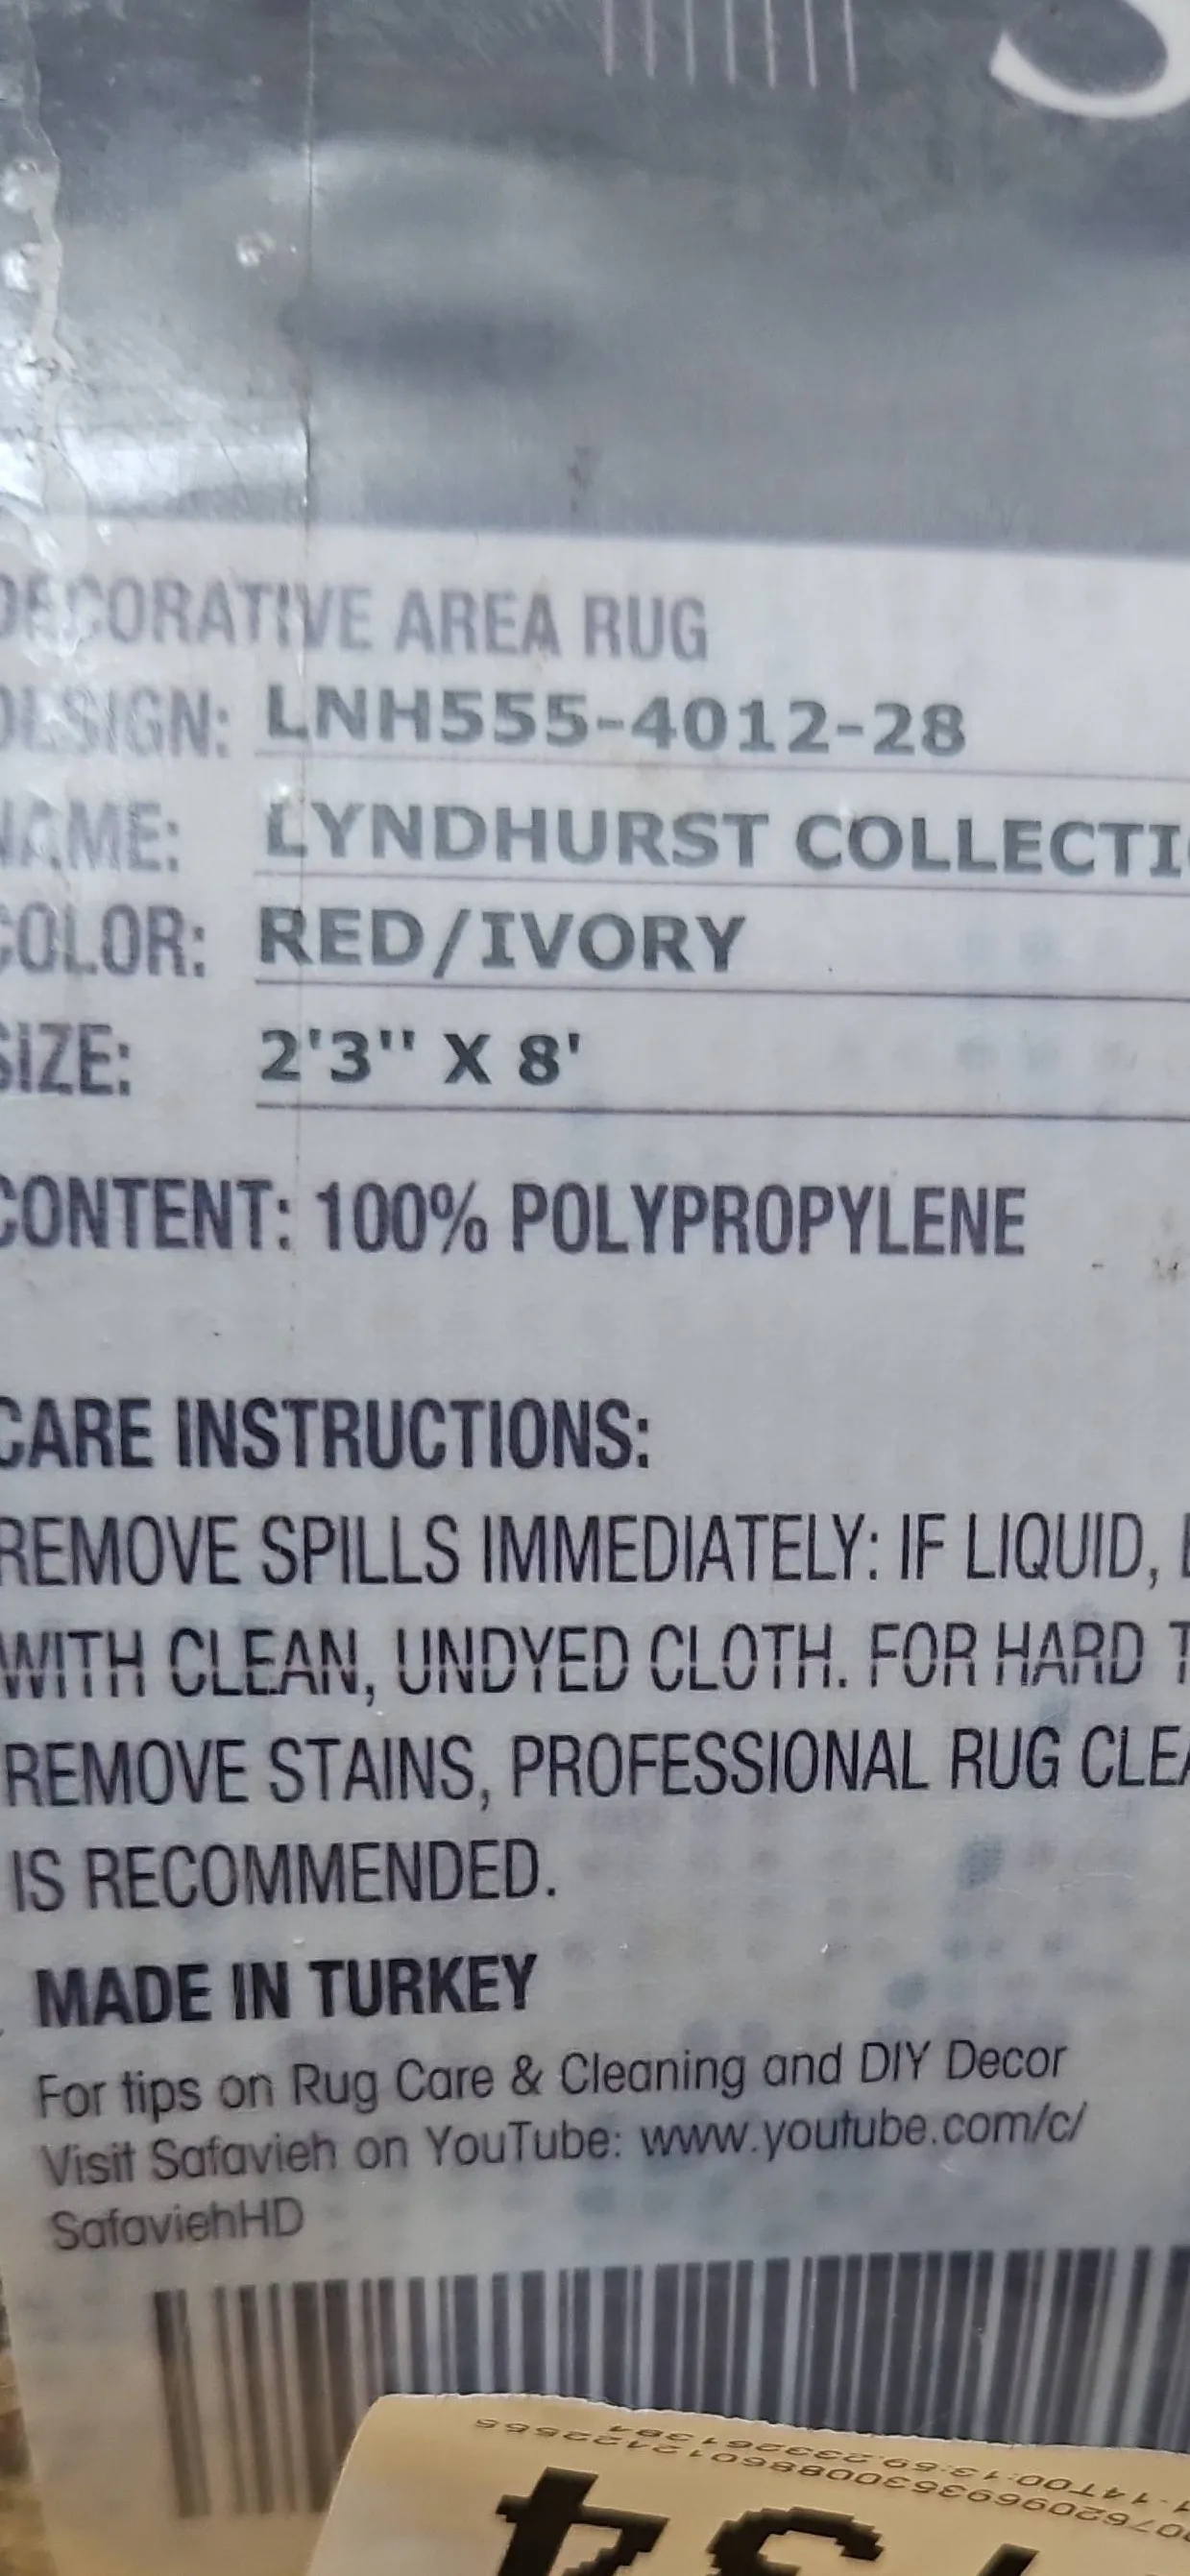 DECORATIVE AREA RUG
DESIGN: LNH555-4012-28
NAME: LYNDHURST COLLECTI
COLOR: RED/IVORY
SIZE: 2'3'' X 8'
CONTENT: 100% POLYPROPYLENE
CARE INSTRUCTIONS:
REMOVE SPILLS IMMEDIATELY: IF LIQUID,
WITH CLEAN, UNDYED CLOTH. FOR HARD T
REMOVE STAINS, PROFESSIONAL RUG CLEA
IS RECOMMENDED.
MADE IN TURKEY
For tips on Rug Care & Cleaning and DIY Decor
Visit Safavieh on YouTube: www.youtube.com/c/
SafaviehHD